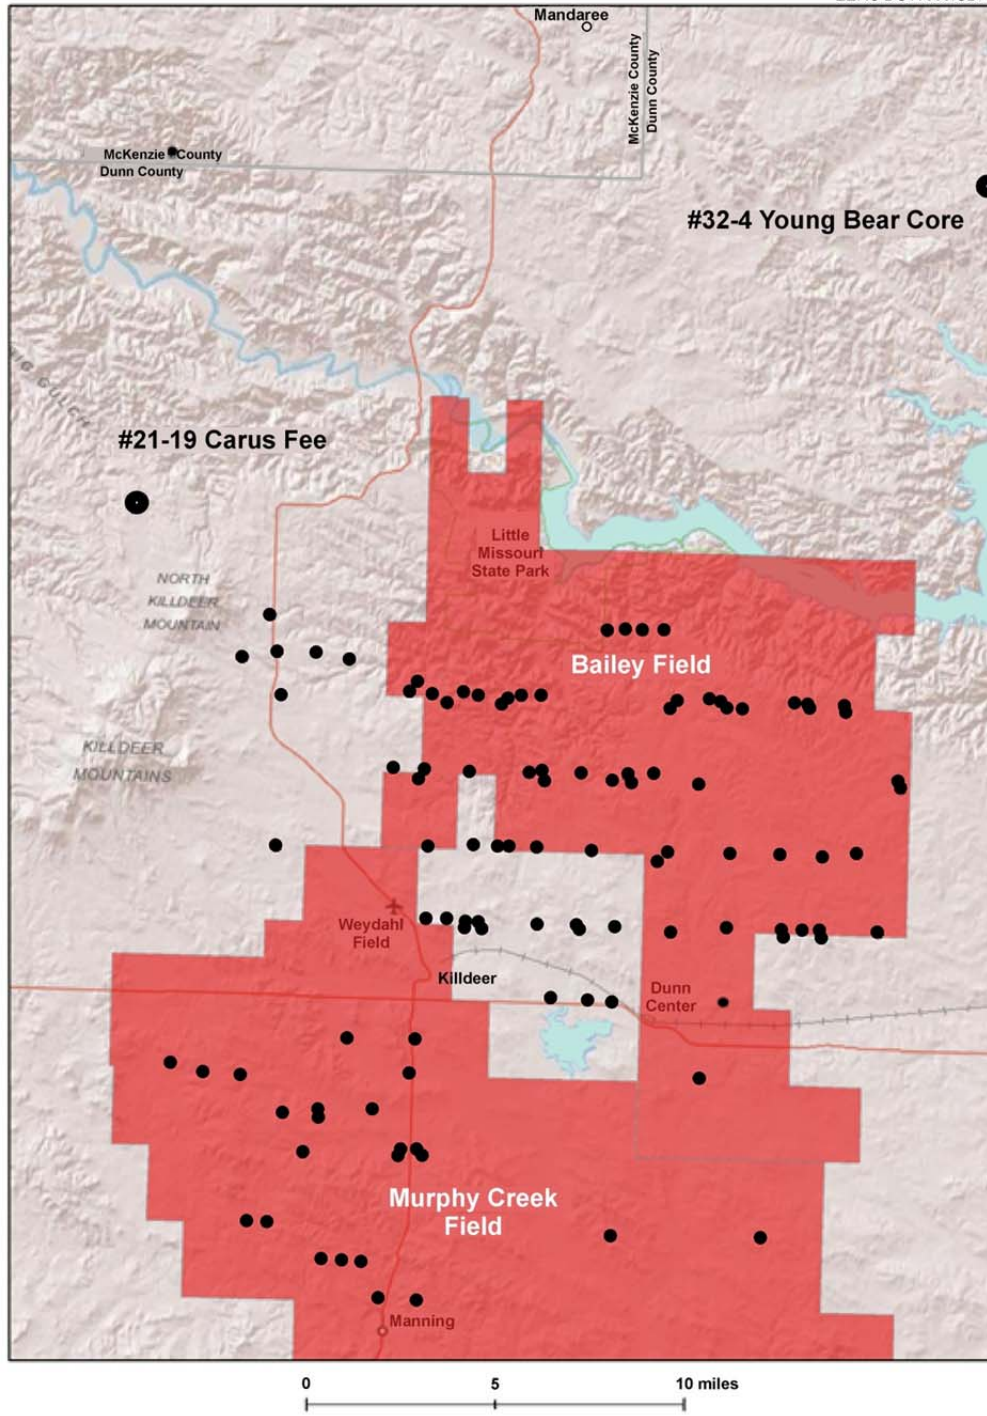 Mandaree
McKenzie County
Dunn County
McKenzie County
Dunn County
#32-4 Young Bear Core
GULCH
#21-19 Carus Fee
Little
Missouri
State Park
NORTH
KILLDEER
MOUNTAIN
Bailey Field
KILLDEER
MOUNTAINS
Weydahl
Field
Killdeer
Dunn
Center
Murphy Creek
Field
Manning
0 5 10 miles